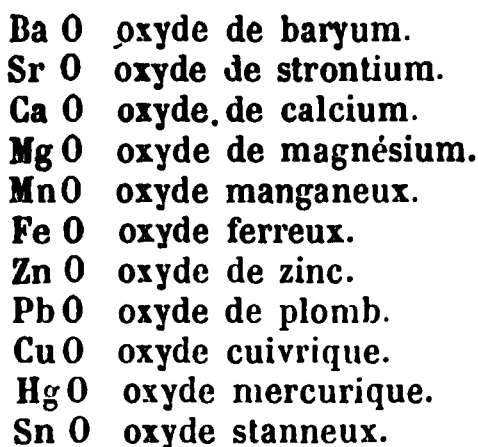 Ba O oxyde de baryum.
Sr O oxyde de strontium.
Ca O oxyde de calcium.
Mg O oxyde de magnésium.
MnO oxyde manganeux.
Fe O oxyde ferreux.
Zn O oxyde de zinc.
Pb O oxyde de plomb.
Cu O oxyde cuivrique.
Hg O oxyde mercurique.
Sn O oxyde stanneux.